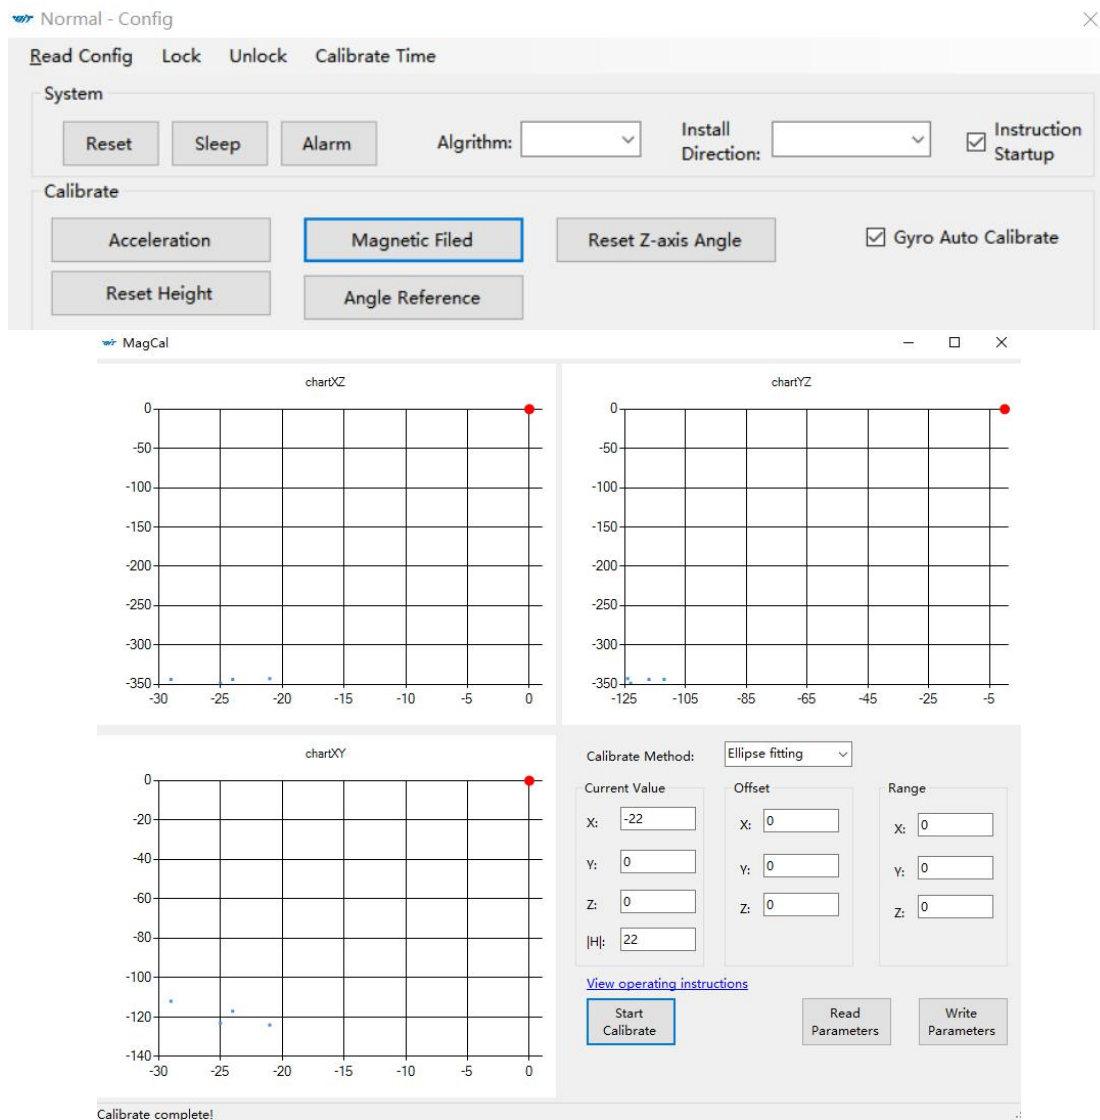 Normal - Config
Read Config Lock Unlock Calibrate Time
System
Reset Sleep Alarm Algrithm: Install Direction: Instruction Startup
Calibrate
Acceleration Magnetic Filed Reset Z-axis Angle Gyro Auto Calibrate
Reset Height Angle Reference
MagCal
chartXZ
0
-50
-100
-150
-200
-250
-300
-350
-30 -25 -20 -15 -10 -5 0
chartYZ
0
-50
-100
-150
-200
-250
-300
-350
-125 -105 -85 -65 -45 -25 -5
chartXY
0
-20
-40
-60
-80
-100
-120
-140
-30 -25 -20 -15 -10 -5 0
Calibrate Method: Ellipse fitting
Current Value
X: -22
Y: 0
Z: 0
|H|: 22
Offset
X: 0
Y: 0
Z: 0
Range
X: 0
Y: 0
Z: 0
View operating instructions
Start
Calibrate
Read
Parameters
Write
Parameters
Calibrate complete!